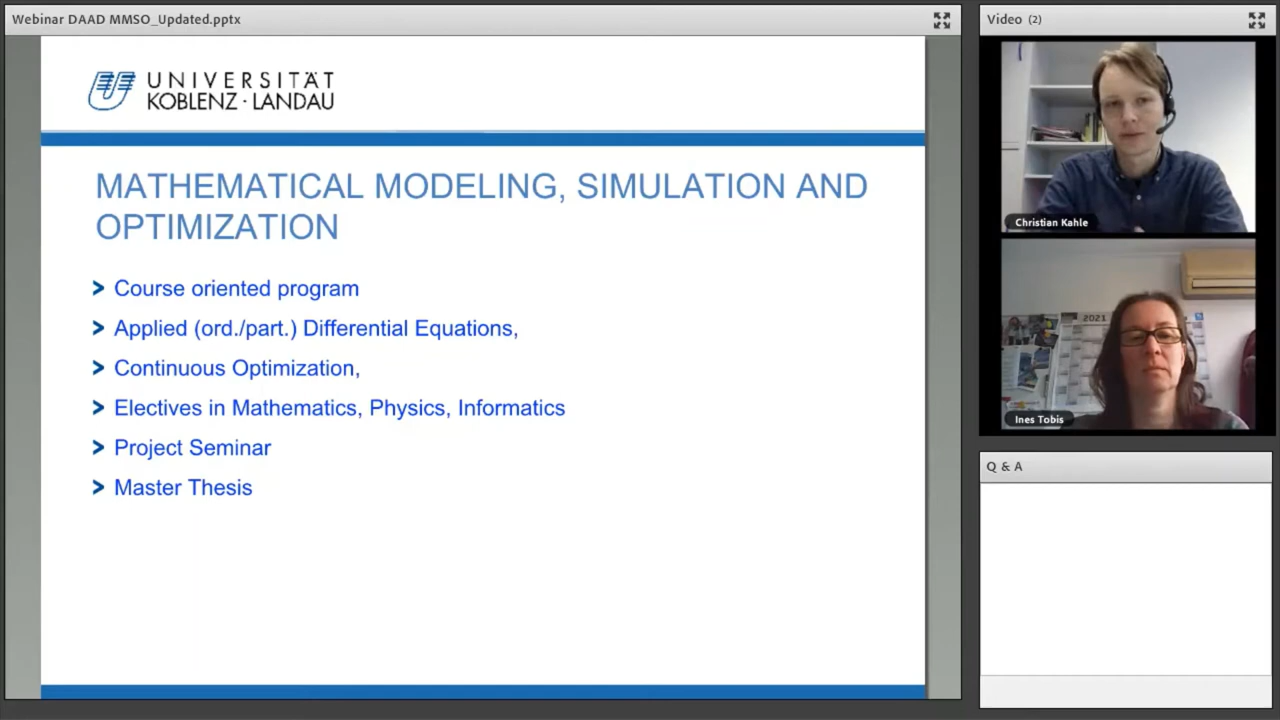 Webinar DAAD MMSO_Updated.pptx
UNIVERSITÄT
KOBLENZ · LANDAU
MATHEMATICAL MODELING, SIMULATION AND
OPTIMIZATION
> Course oriented program
> Applied (ord./part.) Differential Equations,
> Continuous Optimization,
> Electives in Mathematics, Physics, Informatics
> Project Seminar
> Master Thesis
Video (2)
Christian Kahle
2021
Ines Tobis
Q & A